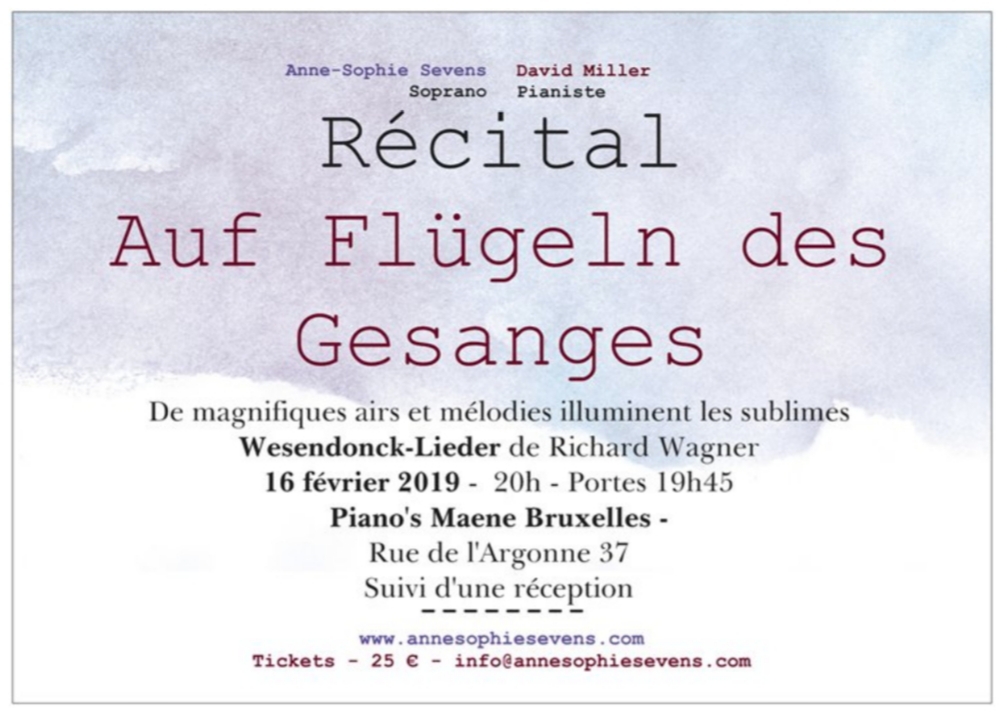 Anne-Sophie Sevens David Miller
Soprano Pianiste
Récital
Auf Flügeln des
Gesanges
De magnifiques airs et mélodies illuminent les sublimes
Wesendonck-Lieder de Richard Wagner
16 février 2019 - 20h - Portes 19h45
Piano's Maene Bruxelles -
Rue de l'Argonne 37
Suivi d'une réception
--------
www.annesophiesevens.com
Tickets - 25 € - info@annesophiesevens.com